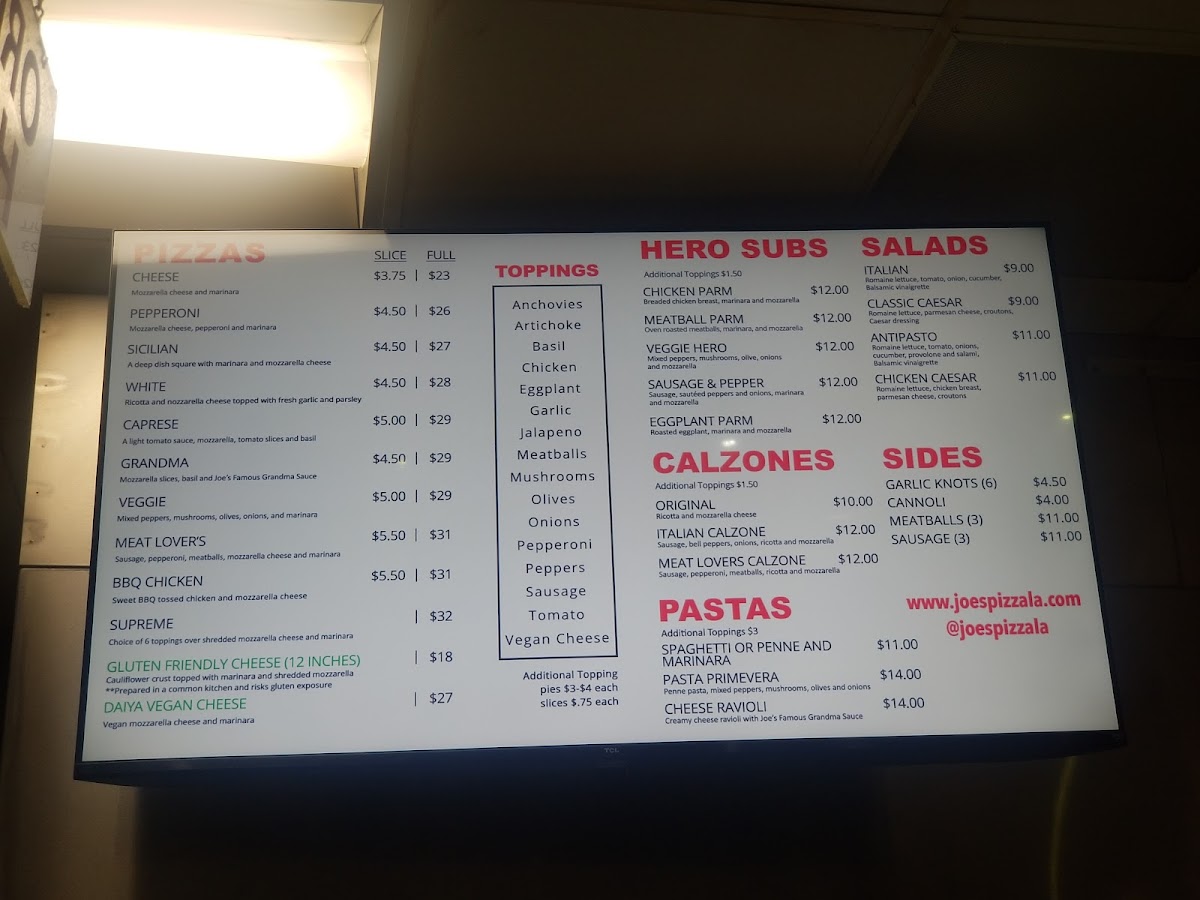 PIZZAS
SLICE FULL
CHEESE $3.75 | $23
Mozzarella cheese and marinara
PEPPERONI $4.50 | $26
Mozzarella cheese, pepperoni and marinara
SICILIAN $4.50 | $27
A deep dish square with marinara and mozzarella cheese
WHITE $4.50 | $28
Ricotta and nozzarella cheese topped with fresh garlic and parsley
CAPRESE $5.00 | $29
A light tomato sauce, mozzarella, tomato slices and basil
GRANDMA $4.50 | $29
Mozzarella slices, basil and Joe's Famous Grandma Sauce
VEGGIE $5.00 | $29
Mixed peppers, mushrooms, olives, onions, and marinara
MEAT LOVER'S $5.50 | $31
Sausage, pepperoni, meatballs, mozzarella cheese and marinara
BBQ CHICKEN $5.50 | $31
Sweet BBQ tossed chicken and mozzarella cheese
SUPREME | $32
Choice of 6 toppings over shredded mozzarella cheese and marinara
GLUTEN FRIENDLY CHEESE (12 INCHES) | $18
Cauliflower crust topped with marinara and shredded mozzarella
**Prepared in a common kitchen and risks gluten exposure
DAIYA VEGAN CHEESE | $27
Vegan mozzarella cheese and marinara
TOPPINGS
Anchovies
Artichoke
Basil
Chicken
Eggplant
Garlic
Jalapeno
Meatballs
Mushrooms
Olives
Onions
Pepperoni
Peppers
Sausage
Tomato
Vegan Cheese
Additional Topping
pies $3-$4 each
slices $.75 each
HERO SUBS
Additional Toppings $1.50
CHICKEN PARM $12.00
Breaded chicken breast, marinara and mozzarella
MEATBALL PARM $12.00
Oven roasted meatballs, marinara, and mozzarella
VEGGIE HERO $12.00
Mixed peppers, mushrooms, olive, onions
and mozzarella
SAUSAGE & PEPPER $12.00
Sausage, sautéed peppers and onions, marinara
and mozzarella
EGGPLANT PARM $12.00
Roasted eggplant, marinara and mozzarella
CALZONES
Additional Toppings $1.50
ORIGINAL $10.00
Ricotta and mozzarella cheese
ITALIAN CALZONE $12.00
Sausage, bell peppers, onions, ricotta and mozzarella
MEAT LOVERS CALZONE $12.00
Sausage, pepperoni, meatballs, ricotta and mozzarella
PASTAS
Additional Toppings $3
SPAGHETTI OR PENNE AND $11.00
MARINARA
PASTA PRIMEVERA $14.00
Penne pasta, mixed peppers, mushrooms, olives and onions
CHEESE RAVIOLI $14.00
Creamy cheese ravioli with Joe's Famous Grandma Sauce
SALADS
ITALIAN $9.00
Romaine lettuce, tomato, onion, cucumber,
Balsamic vinaigrette
CLASSIC CAESAR $9.00
Romaine lettuce, parmesan cheese, croutons,
Caesar dressing
ANTIPASTO $11.00
Romaine lettuce, tomato, onions,
cucumber, provolone and salami,
Balsamic vinaigrette
CHICKEN CAESAR $11.00
Romaine lettuce, chicken breast,
parmesan cheese, croutons
SIDES
GARLIC KNOTS (6) $4.50
CANNOLI $4.00
MEATBALLS (3) $11.00
SAUSAGE (3) $11.00
www.joespizzala.com
@joespizzala
TCL